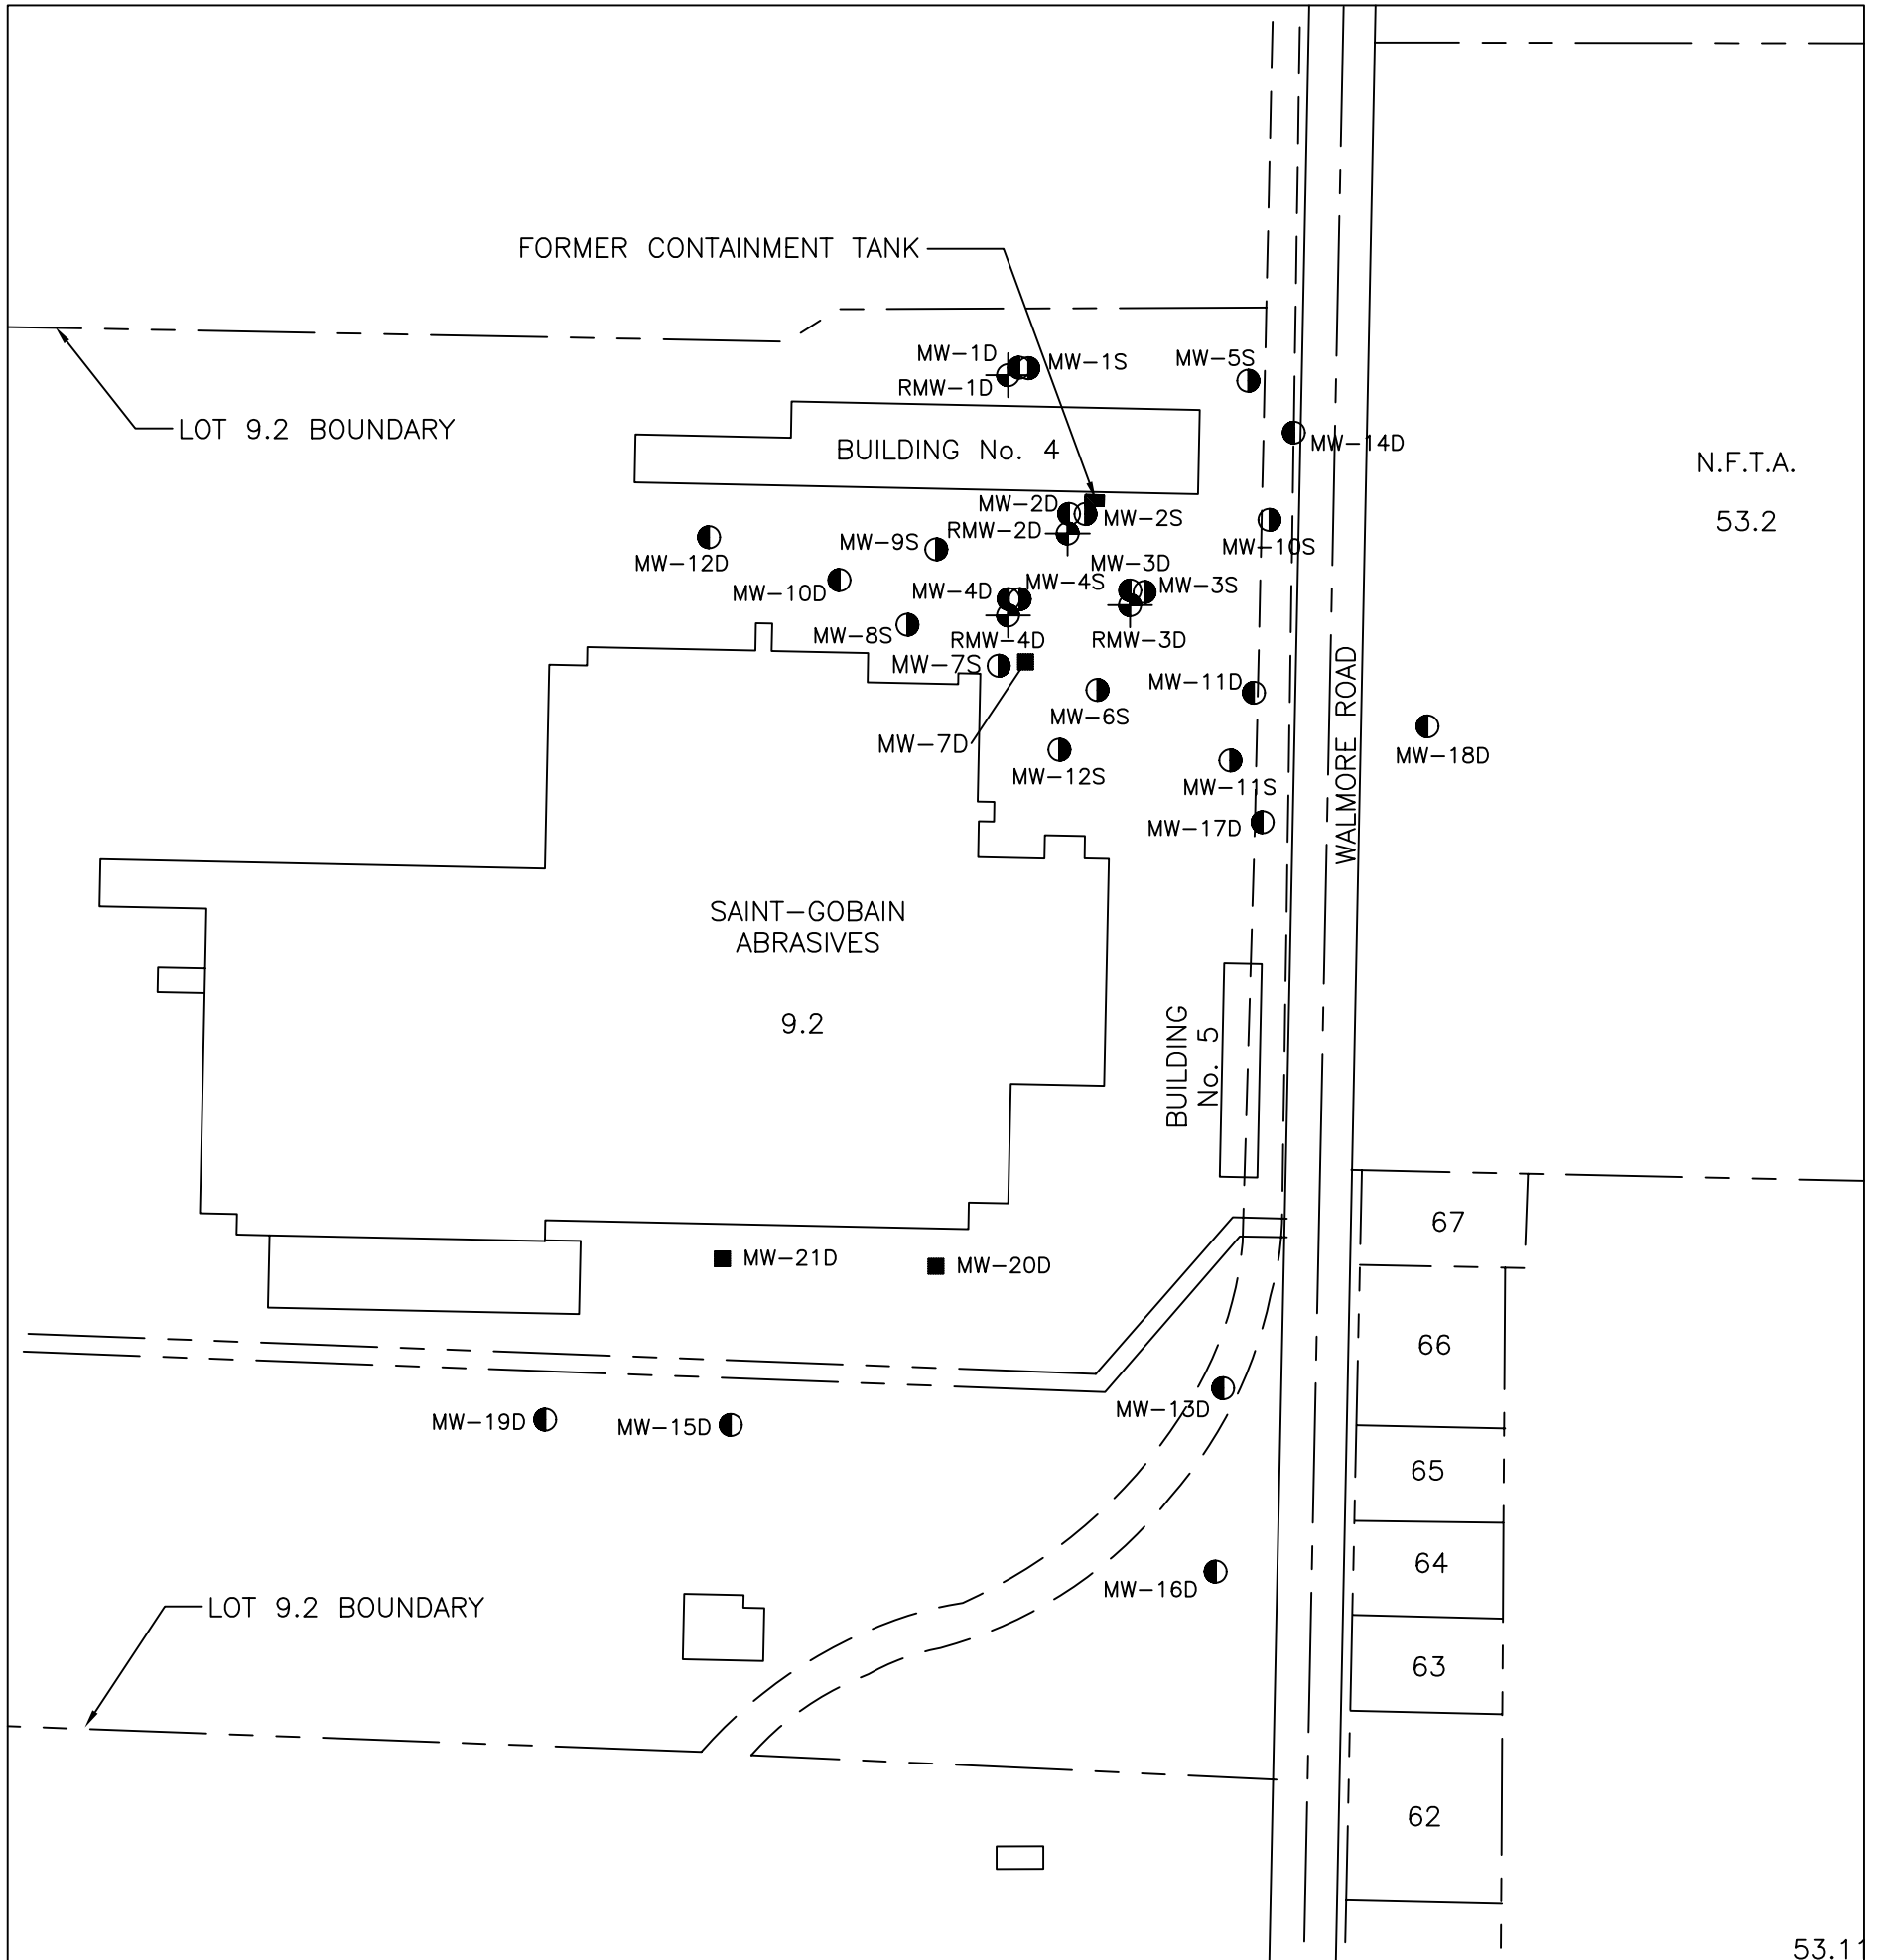 FORMER CONTAINMENT TANK
MW-1D
MW-1S
MW-5S
RMW-1D
LOT 9.2 BOUNDARY
BUILDING No. 4
MW-14D
N.F.T.A.
53.2
MW-2D
MW-2S
RMW-2D
MW-9S
MW-10S
MW-12D
MW-3D
MW-10D
MW-4D
MW-4S
MW-3S
MW-8S
RMW-4D
RMW-3D
MW-7S
MW-11D
MW-6S
MW-7D
WALMORE ROAD
MW-18D
MW-12S
MW-11S
MW-17D
SAINT-GOBAIN
ABRASIVES
9.2
BUILDING
No. 5
67
MW-21D
MW-20D
66
MW-13D
MW-19D
MW-15D
65
64
MW-16D
LOT 9.2 BOUNDARY
63
62
53.11